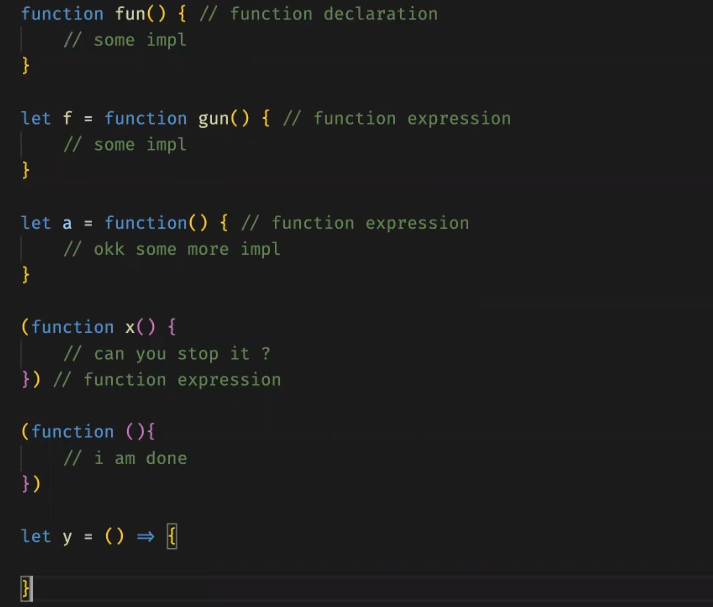 function fun() { // function declaration
    // some impl
}
let f = function gun() { // function expression
    // some impl
}
let a = function() { // function expression
    // okk some more impl
}
(function x() {
    // can you stop it ?
}) // function expression
(function (){
    // i am done
})
let y = () => {
}